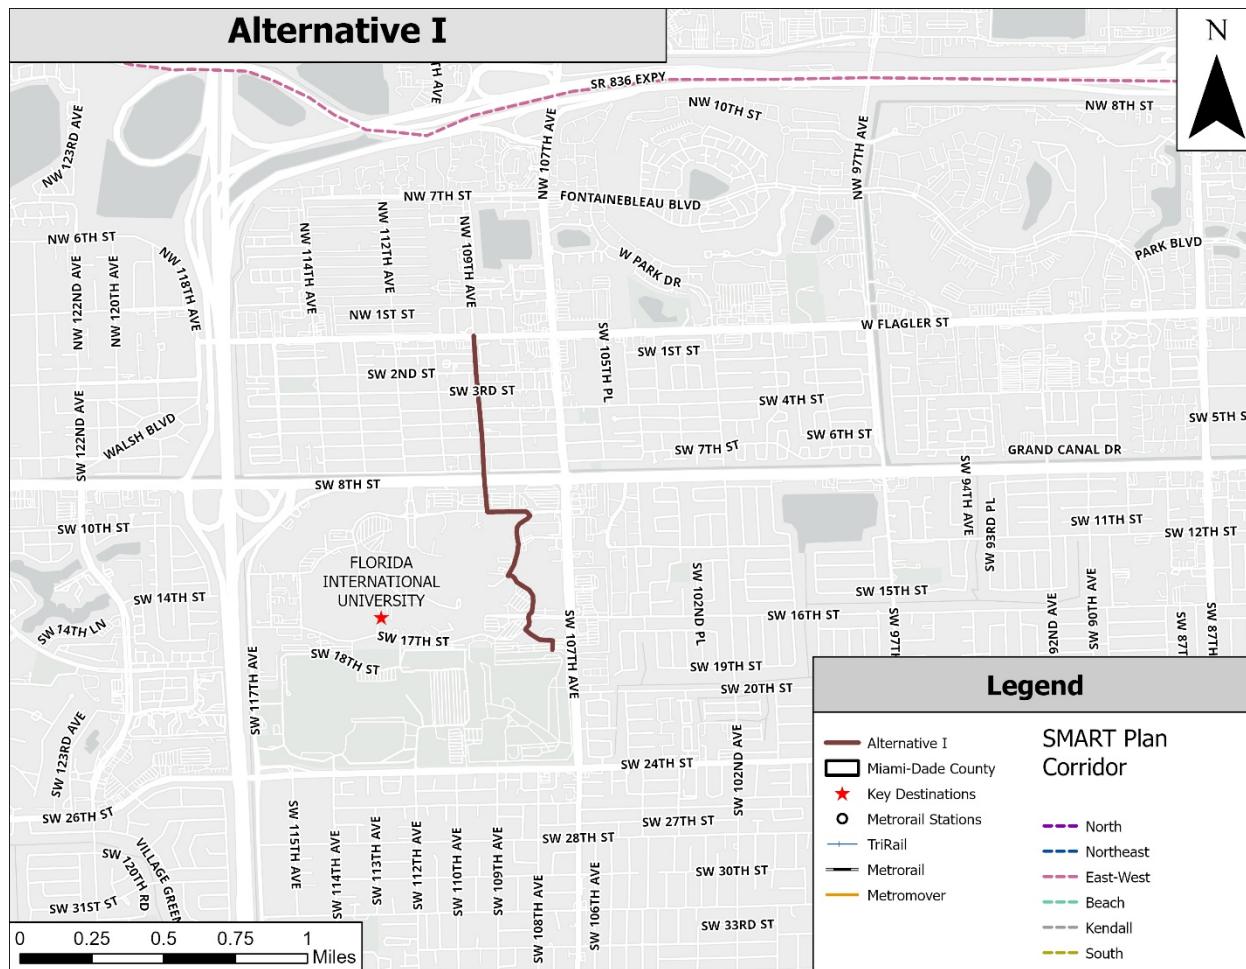 Alternative I
N
TH AVE
SR 836 EXPY
NW 10TH ST
NW 8TH ST
NW 123RD AVE
NW 107TH AVE
NW 97TH AVE
NW 7TH ST
FONTAINEBLEAU BLVD
NW 6TH ST
NW 122ND AVE
NW 120TH AVE
NW 118TH AVE
NW 114TH AVE
NW 112TH AVE
NW 109TH AVE
W PARK DR
PARK BLVD
NW 1ST ST
W FLAGLER ST
SW 105TH PL
SW 1ST ST
SW 2ND ST
SW 3RD ST
SW 4TH ST
SW 5TH S
SW 122ND AVE
WALSH BLVD
SW 6TH ST
SW 7TH ST
GRAND CANAL DR
SW 8TH ST
SW 94TH AVE
SW 93RD PL
SW 10TH ST
SW 11TH ST
SW 12TH ST
FLORIDA
INTERNATIONAL
UNIVERSITY
SW 14TH ST
SW 14TH LN
SW 15TH ST
SW 16TH ST
SW 102ND PL
SW 107TH AVE
SW 97TH
92ND AVE
SW 90TH AVE
SW 87T
SW 87TH
SW 17TH ST
SW 18TH ST
SW 19TH ST
SW 20TH ST
SW 117TH AVE
SW 123RD AVE
SW 102ND AVE
SW 24TH ST
SW 26TH ST
SW 27TH ST
SW 28TH ST
SW 115TH AVE
SW 114TH AVE
SW 113TH AVE
SW 112TH AVE
SW 110TH AVE
SW 109TH AVE
SW 108TH AVE
SW 106TH AVE
SW 120TH RD
VILLAGE GREEN
SW 30TH ST
SW 31ST ST
SW 33RD ST
Legend
Alternative I
Miami-Dade County
Key Destinations
Metrorail Stations
TriRail
Metrorail
Metromover
SMART Plan
Corridor
North
Northeast
East-West
Beach
Kendall
South
0 0.25 0.5 0.75 1
Miles